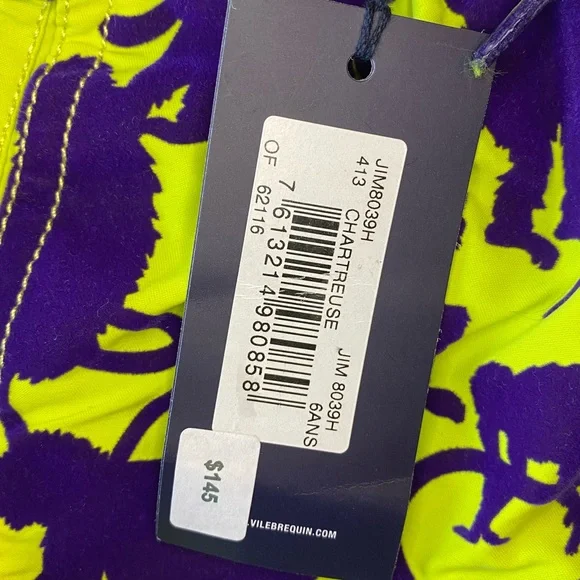 JIM8039H
413 CHARTREUSE JIM 8039H
6ANS
7 613214 980858
OF 62116
$145
.VILEBREQUIN.COM